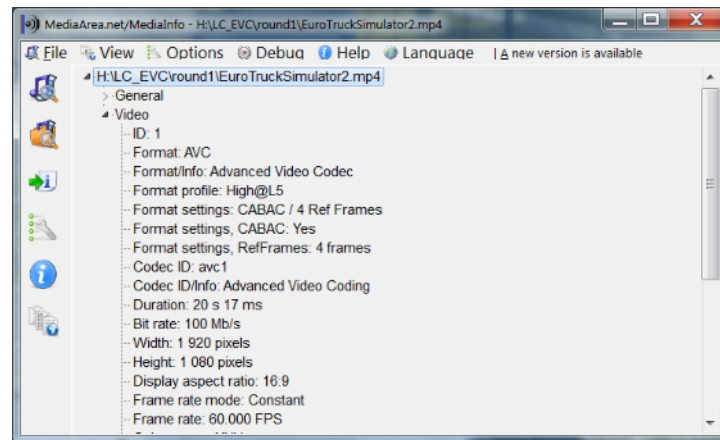 MediaArea.net/MediaInfo - H:\LC_EVC\round1\EuroTruckSimulator2.mp4
File View Options Debug Help Language | A new version is available
H:\LC_EVC\round1\EuroTruckSimulator2.mp4
General
Video
ID: 1
Format: AVC
Format/Info: Advanced Video Codec
Format profile: High@L5
Format settings: CABAC / 4 Ref Frames
Format settings, CABAC: Yes
Format settings, RefFrames: 4 frames
Codec ID: avc1
Codec ID/Info: Advanced Video Coding
Duration: 20 s 17 ms
Bit rate: 100 Mb/s
Width: 1 920 pixels
Height: 1 080 pixels
Display aspect ratio: 16:9
Frame rate mode: Constant
Frame rate: 60.000 FPS